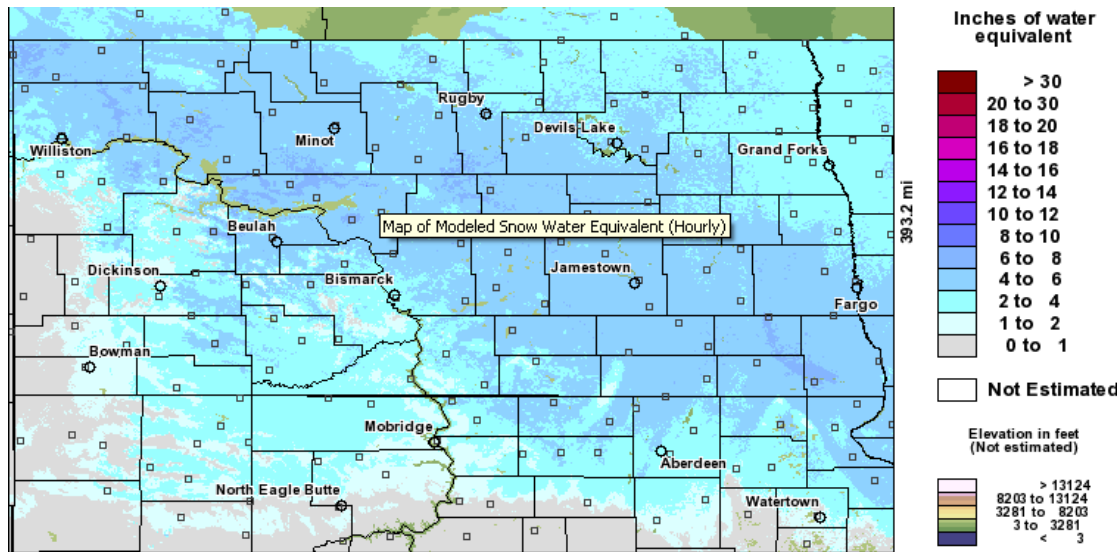 Rugby
Devils Lake
Minot
Grand Forks
Williston
Map of Modeled Snow Water Equivalent (Hourly)
Beulah
Dickinson
Bismarck
Jamestown
Fargo
Bowman
Mobridge
Aberdeen
North Eagle Butte
Watertown
393.2 mi
Inches of water
equivalent
> 30
20 to 30
18 to 20
16 to 18
14 to 16
12 to 14
10 to 12
8 to 10
6 to 8
4 to 6
2 to 4
1 to 2
0 to 1
Not Estimated
Elevation in feet
(Not estimated)
> 13124
8203 to 13124
3281 to 8203
3 to 3281
< 3